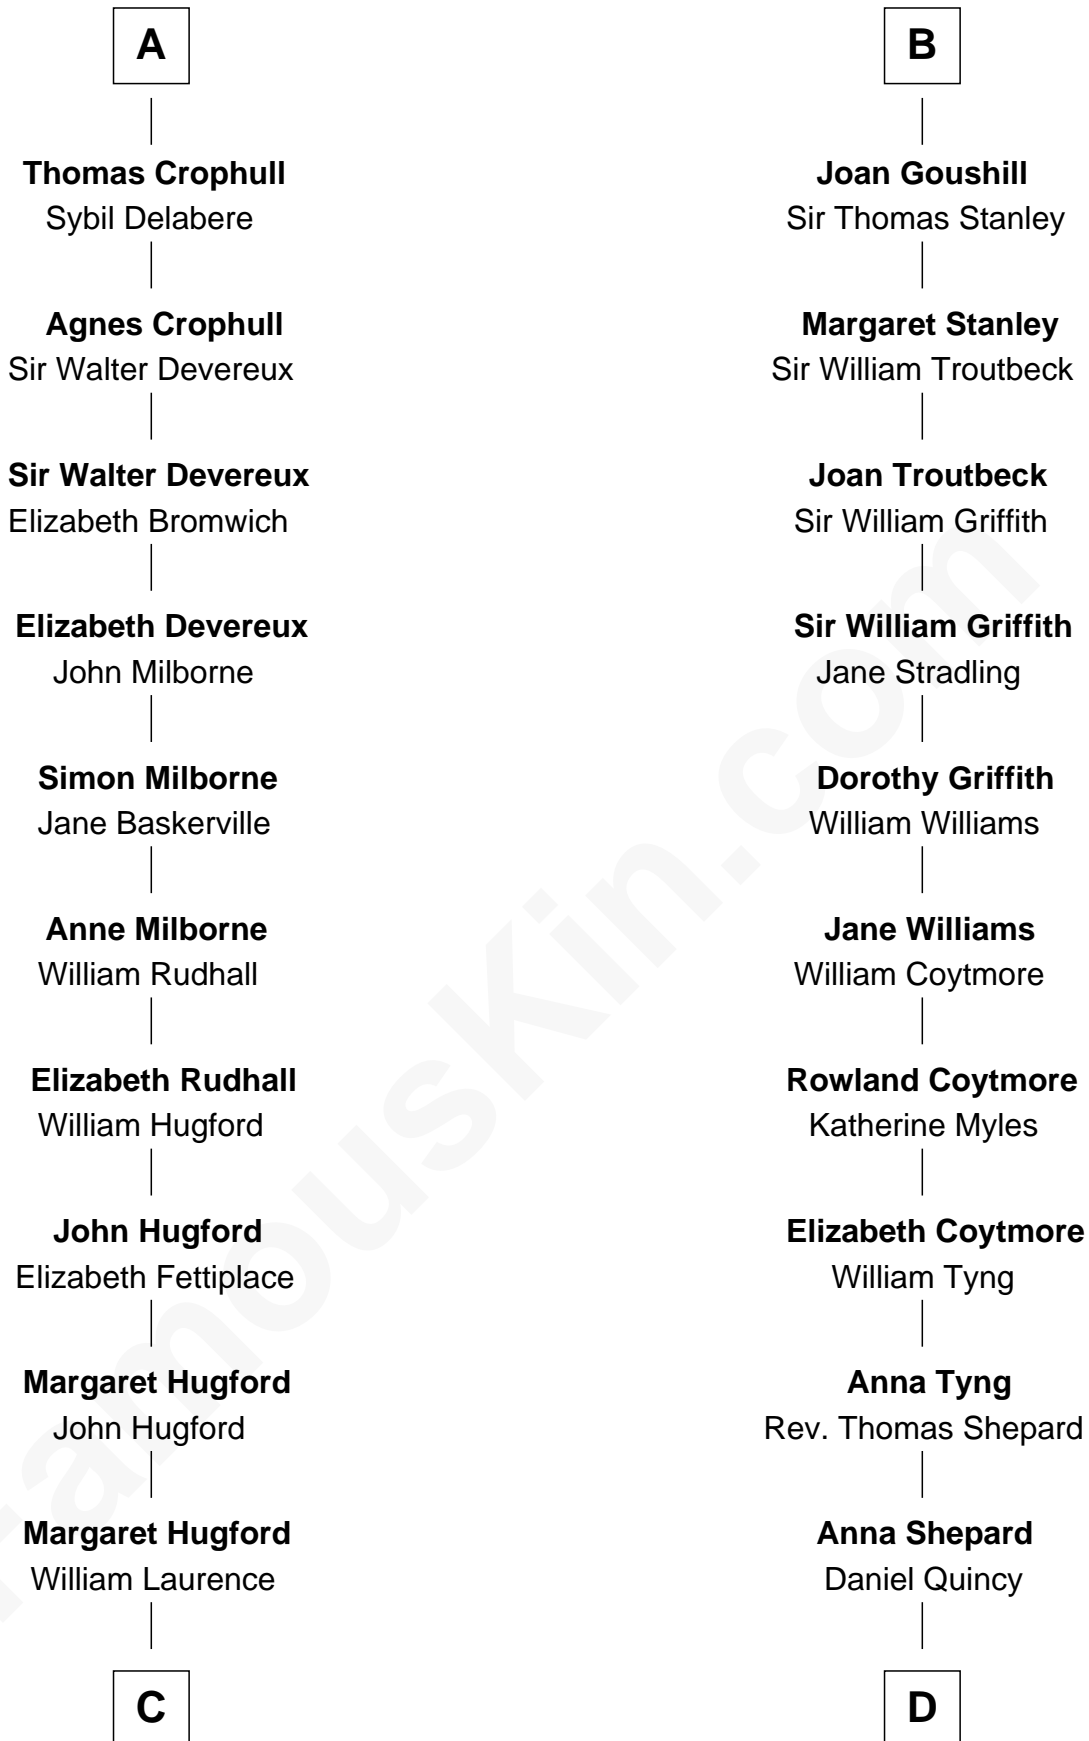 A
Thomas Crophull
Sybil Delabere
Agnes Crophull
Sir Walter Devereux
Sir Walter Devereux
Elizabeth Bromwich
Elizabeth Devereux
John Milborne
Simon Milborne
Jane Baskerville
Anne Milborne
William Rudhall
Elizabeth Rudhall
William Hugford
John Hugford
Elizabeth Fettiplace
Margaret Hugford
John Hugford
Margaret Hugford
William Laurence
C
B
Joan Goushill
Sir Thomas Stanley
Margaret Stanley
Sir William Troutbeck
Joan Troutbeck
Sir William Griffith
Sir William Griffith
Jane Stradling
Dorothy Griffith
William Williams
Jane Williams
William Coytmore
Rowland Coytmore
Katherine Myles
Elizabeth Coytmore
William Tyng
Anna Tyng
Rev. Thomas Shepard
Anna Shepard
Daniel Quincy
D
FamousKin.com